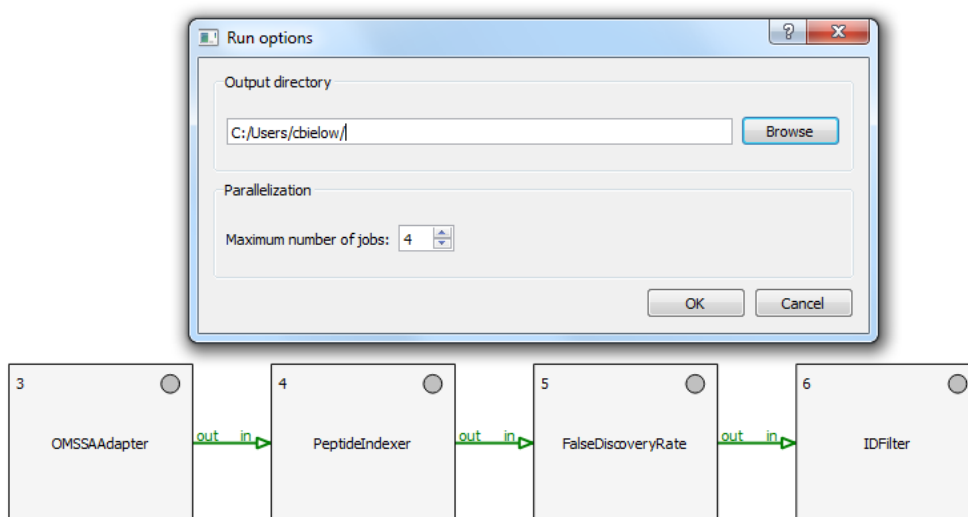 Run options
Output directory
C:/Users/cbielow/
Browse
Parallelization
Maximum number of jobs: 4
OK Cancel
3 4 5 6
OMSSAAdapter out in PeptideIndexer out in FalseDiscoveryRate out in IDFilter